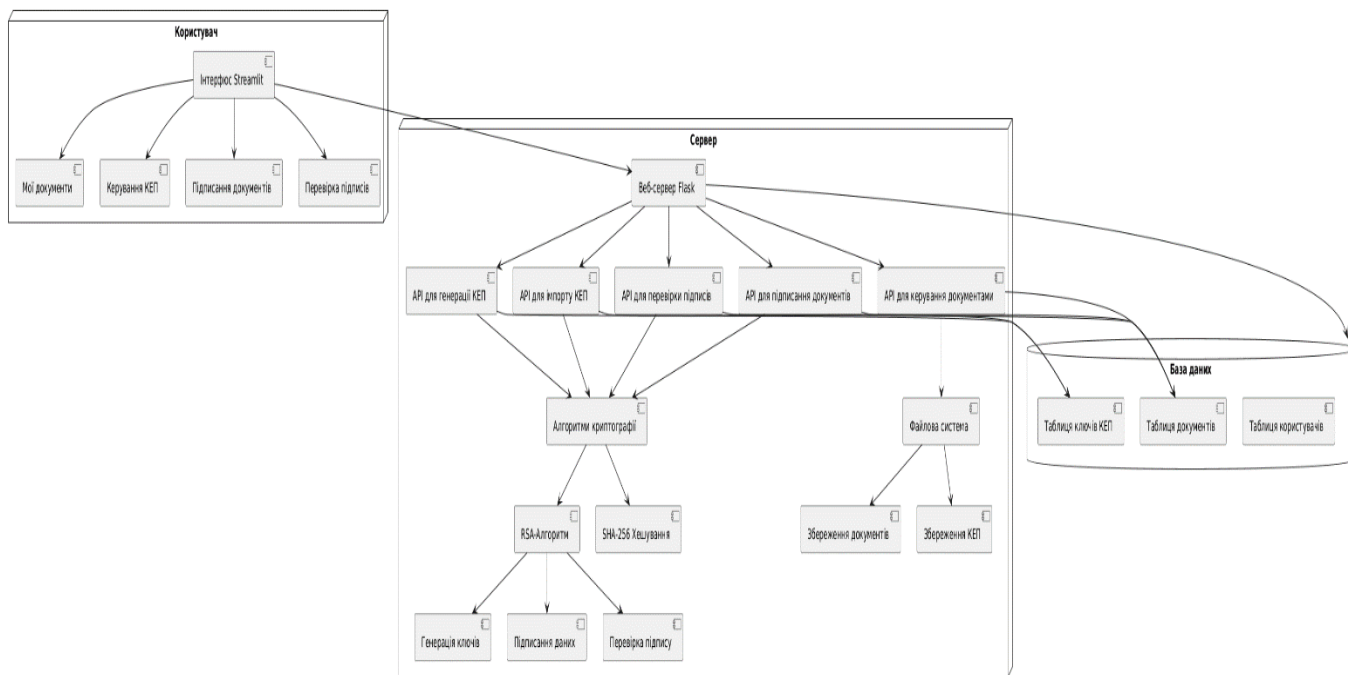 Користувач
Інтерфюс Streamlit
Мої документи
Керування КЕП
Підписання документів
Перевірка підписів
Сервер
Веб-сервер Flask
API для генерації КЕП
API для імпорту КЕП
API для перевірки підписів
API для підписання документів
API для керування документами
База даних
Таблиця ключів КЕП
Таблиця документів
Таблиця користувачів
Алгоритми криптографії
Файлова система
RSA-Алгоритм
SHA-256 Хешування
Збереження документів
Збереження КЕП
Генерація ключів
Підписання даних
Перевірка підпису